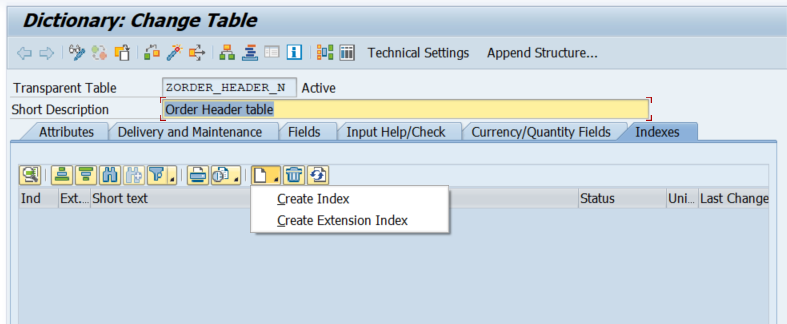 Dictionary: Change Table
Technical Settings Append Structure...
Transparent Table ZORDER_HEADER_N Active
Short Description Order Header table
Attributes Delivery and Maintenance Fields Input Help/Check Currency/Quantity Fields Indexes
Ind Ext... Short text Status Uni... Last Change
Create Index
Create Extension Index